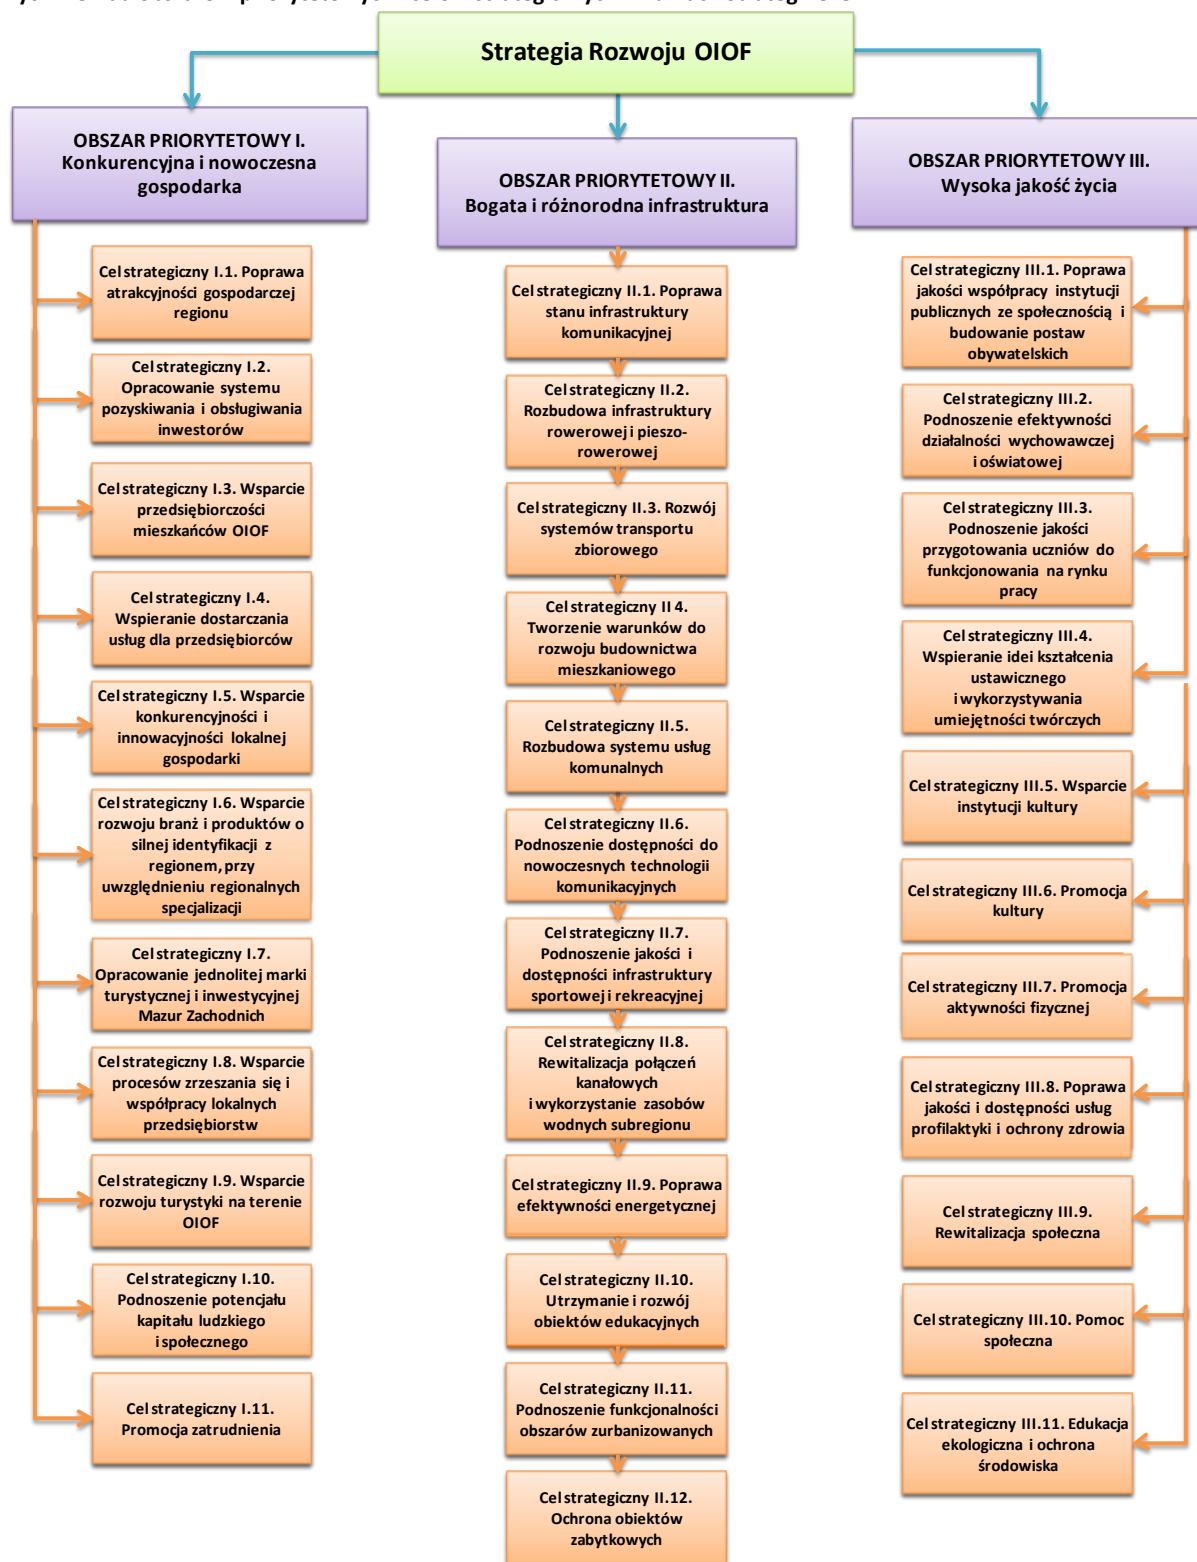 Strategia Rozwoju OIOF
OBSZAR PRIORYTETOWY I.
Konkurencyjna i nowoczesna
gospodarka
Cel strategiczny I.1. Poprawa
atrakcyjności gospodarczej
regionu
Cel strategiczny I.2.
Opracowanie systemu
pozyskiwania i obsługiwania
inwestorów
Cel strategiczny I.3. Wsparcie
przedsiębiorczości
mieszkańców OIOF
Cel strategiczny I.4.
Wspieranie dostarczania
usług dla przedsiębiorców
Cel strategiczny I.5. Wsparcie
konkurencyjności i
innowacyjności lokalnej
gospodarki
Cel strategiczny I.6. Wsparcie
rozwoju branż i produktów o
silnej identyfikacji z
regionem, przy
uwzględnieniu regionalnych
specjalizacji
Cel strategiczny I.7.
Opracowanie jednolitej marki
turystycznej i inwestycyjnej
Mazur Zachodnich
Cel strategiczny I.8. Wsparcie
procesów zrzeszania się i
współpracy lokalnych
przedsiębiorstw
Cel strategiczny I.9. Wsparcie
rozwoju turystyki na terenie
OIOF
Cel strategiczny I.10.
Podnoszenie potencjału
kapitału ludzkiego
i społecznego
Cel strategiczny I.11.
Promocja zatrudnienia
OBSZAR PRIORYTETOWY II.
Bogata i różnorodna infrastruktura
Cel strategiczny II.1. Poprawa
stanu infrastruktury
komunikacyjnej
Cel strategiczny II.2.
Rozbudowa infrastruktury
rowerowej i pieszo-
rowerowej
Cel strategiczny II.3. Rozwój
systemów transportu
zbiorowego
Cel strategiczny II 4.
Tworzenie warunków do
rozwoju budownictwa
mieszkaniowego
Cel strategiczny II.5.
Rozbudowa systemu usług
komunalnych
Cel strategiczny II.6.
Podnoszenie dostępności do
nowoczesnych technologii
komunikacyjnych
Cel strategiczny II.7.
Podnoszenie jakości i
dostępności infrastruktury
sportowej i rekreacyjnej
Cel strategiczny II.8.
Rewitalizacja połączeń
kanałowych
i wykorzystanie zasobów
wodnych subregionu
Cel strategiczny II.9. Poprawa
efektywności energetycznej
Cel strategiczny II.10.
Utrzymanie i rozwój
obiektów edukacyjnych
Cel strategiczny II.11.
Podnoszenie funkcjonalności
obszarów zurbanizowanych
Cel strategiczny II.12.
Ochrona obiektów
zabytkowych
OBSZAR PRIORYTETOWY III.
Wysoka jakość życia
Cel strategiczny III.1. Poprawa
jakości współpracy instytucji
publicznych ze społecznością i
budowanie postaw
obywatelskich
Cel strategiczny III.2.
Podnoszenie efektywności
działalności wychowawczej
i oświatowej
Cel strategiczny III.3.
Podnoszenie jakości
przygotowania uczniów do
funkcjonowania na rynku
pracy
Cel strategiczny III.4.
Wspieranie idei kształcenia
ustawicznego
i wykorzystywania
umiejętności twórczych
Cel strategiczny III.5. Wsparcie
instytucji kultury
Cel strategiczny III.6. Promocja
kultury
Cel strategiczny III.7. Promocja
aktywności fizycznej
Cel strategiczny III.8. Poprawa
jakości i dostępności usług
profilaktyki i ochrony zdrowia
Cel strategiczny III.9.
Rewitalizacja społeczna
Cel strategiczny III.10. Pomoc
społeczna
Cel strategiczny III.11. Edukacja
ekologiczna i ochrona
środowiska